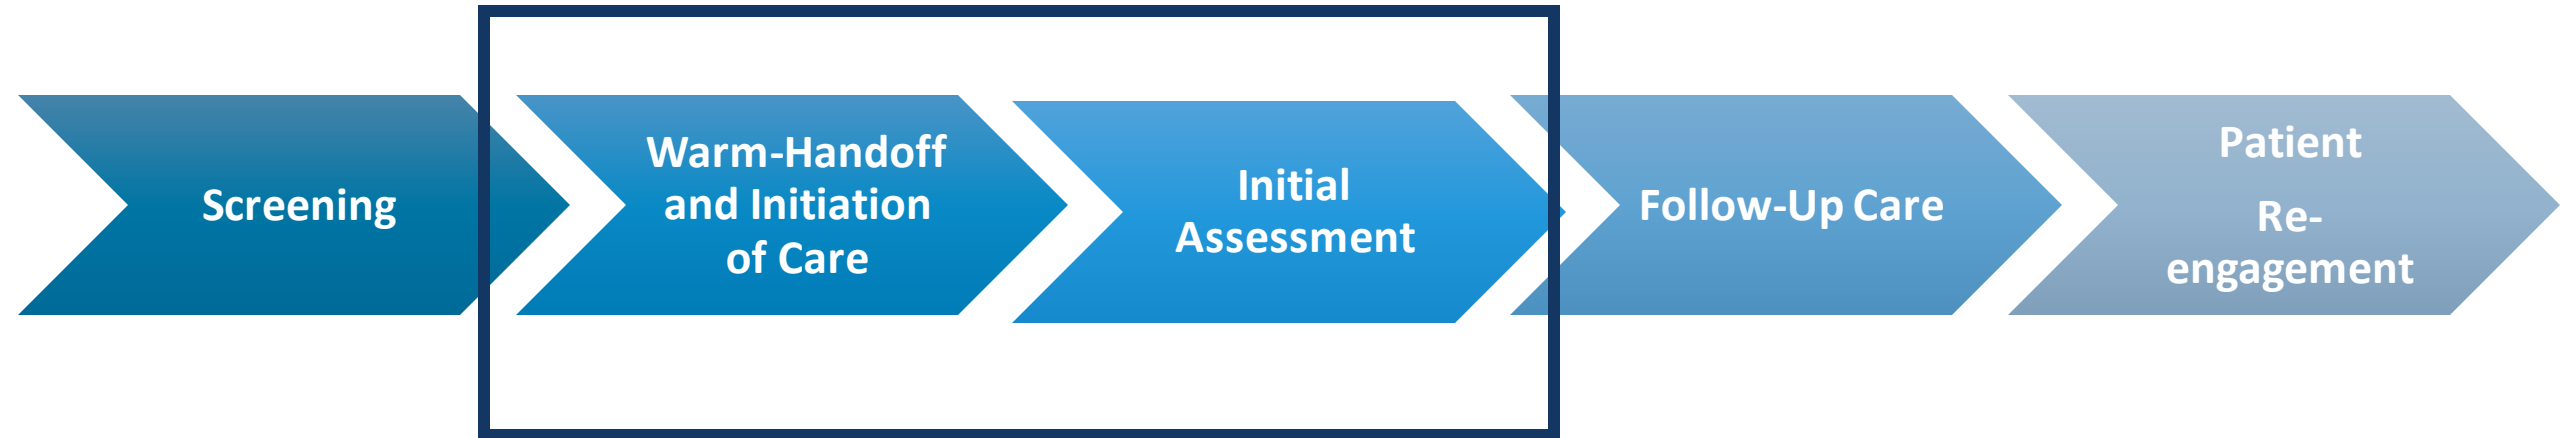 Screening
Warm-Handoff
and Initiation
of Care
Initial
Assessment
Follow-Up Care
Patient
Re-
engagement